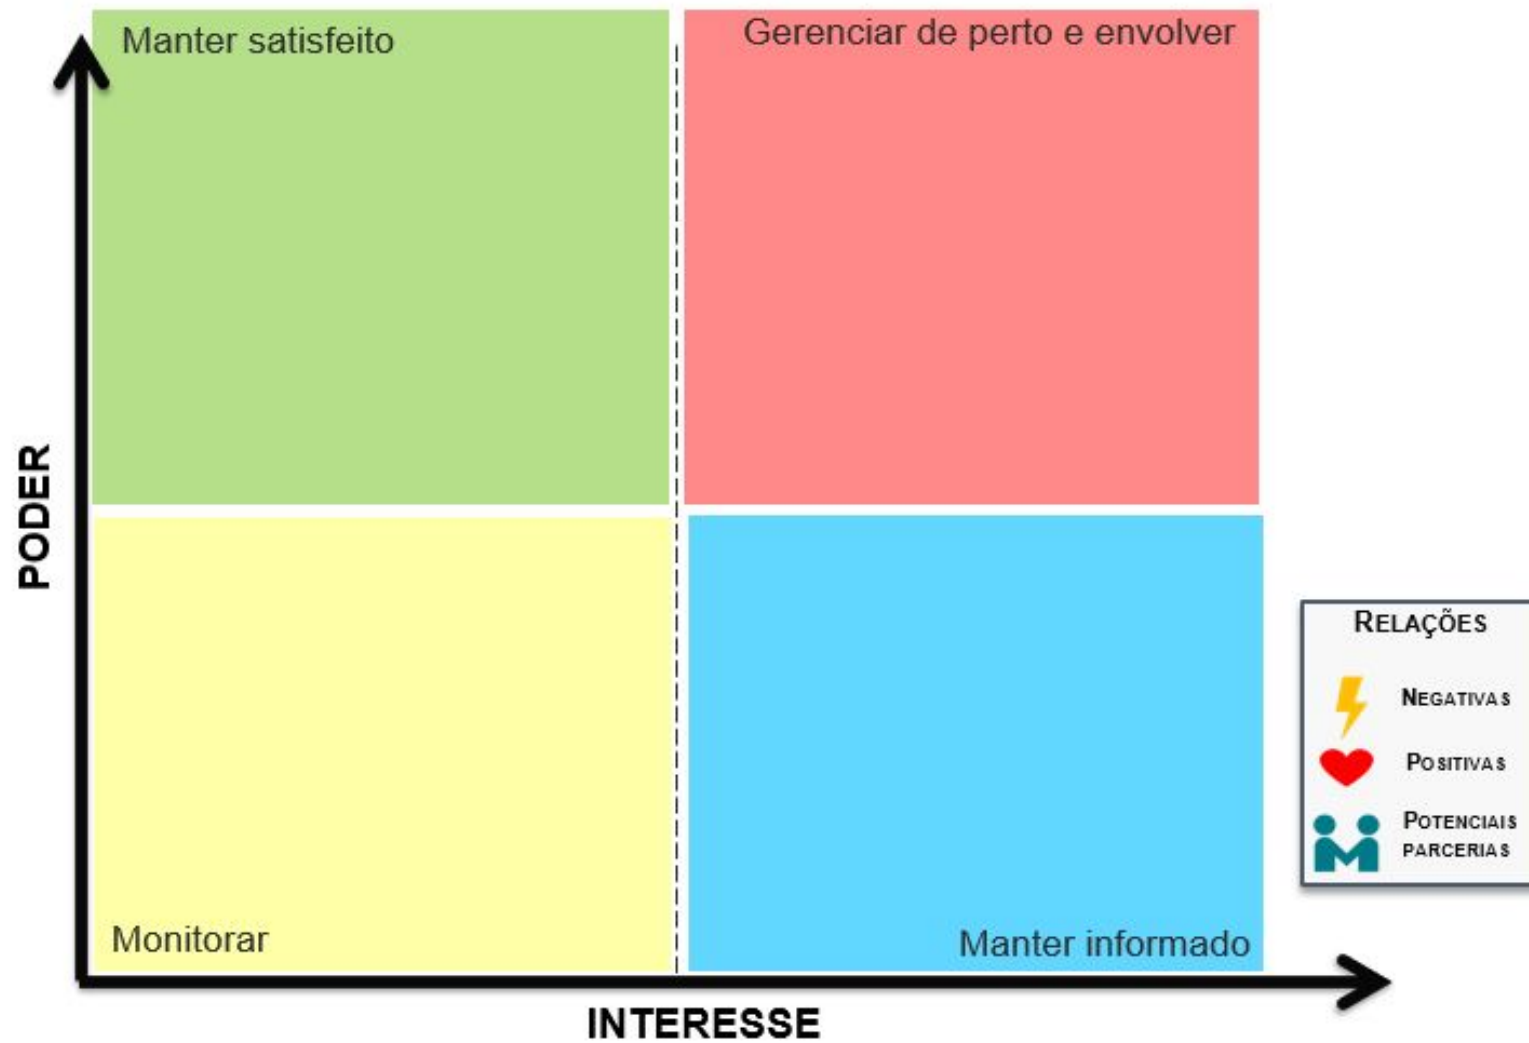 Manter satisfeito
Gerenciar de perto e envolver
PODER
RELAÇÕES
NEGATIVAS
POSITIVAS
POTENCIAIS
PARCERIAS
Monitorar
Manter informado
INTERESSE